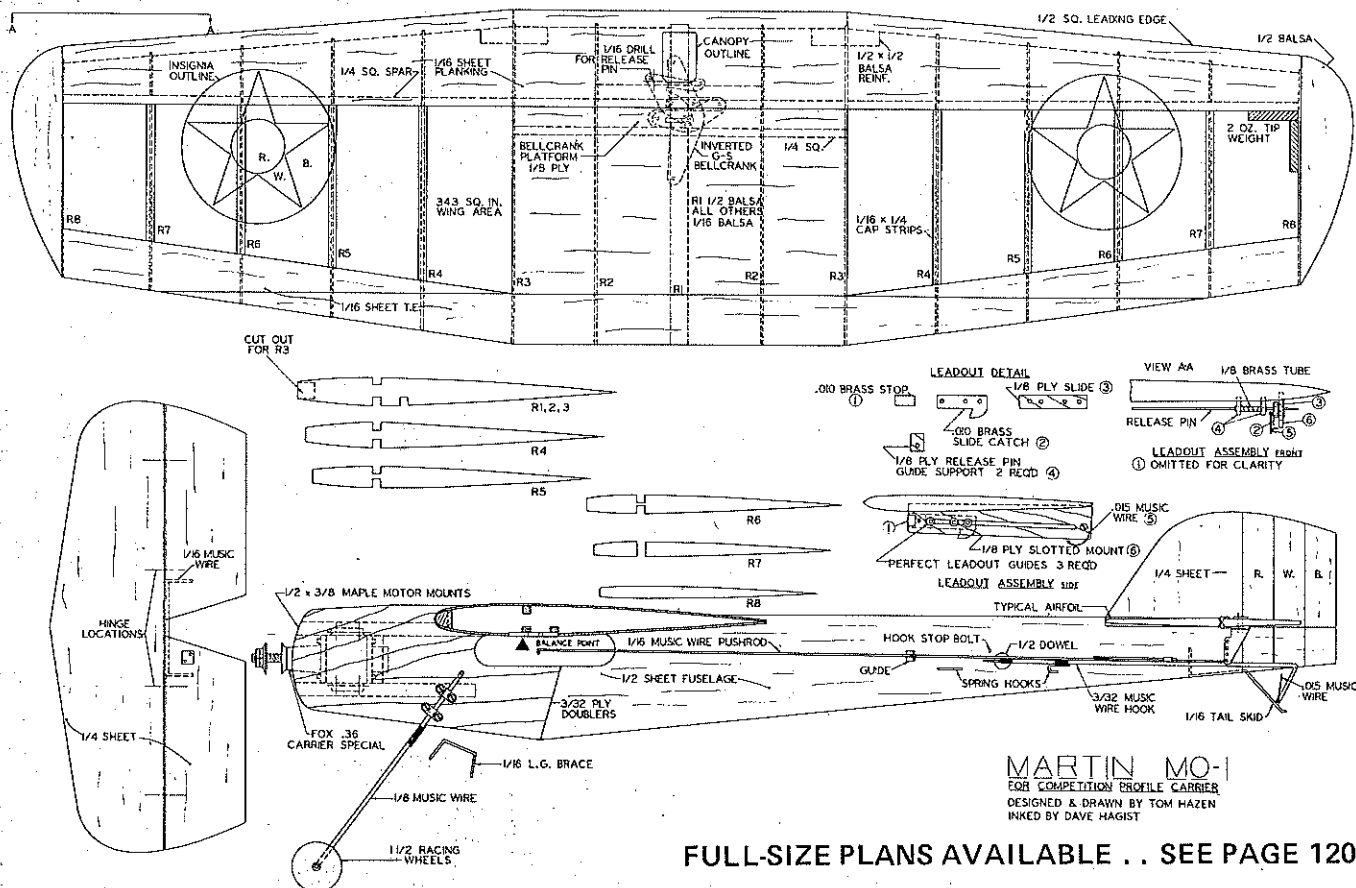 A
A
1/2 SQ. LEADING EDGE
1/2 BALSA
INSIGNIA
OUTLINE
1/4 SQ. SPAR
1/16 SHEET
PLANKING
1/16 DRILL
FOR RELEASE
PIN
CANOPY
OUTLINE
1/2 x 1/2
BALSA
REINF.
2 OZ. TIP
WEIGHT
BELLCRANK
PLATFORM
1/8 PLY
INVERTED
G-S
BELLCRANK
1/4 SQ.
R.
B.
W.
343 SQ. IN.
WING AREA
R1 1/2 BALSA
ALL OTHERS
1/16 BALSA
1/16 x 1/4
CAP STRIPS
R8
R7
R6
R5
R4
R3
R2
R1
R2
R3
R4
R5
R6
R7
R8
1/16 SHEET T.E.
CUT OUT
FOR R3
R1, 2, 3
R4
R5
R6
R7
R8
LEADOUT DETAIL
.010 BRASS STOP
①
1/8 PLY SLIDE ③
.010 BRASS
SLIDE CATCH ②
1/8 PLY RELEASE PIN
GUIDE SUPPORT 2 REQ'D ④
VIEW AA
1/8 BRASS TUBE
RELEASE PIN
④
②
⑤
③
⑥
LEADOUT ASSEMBLY FRONT
① OMITTED FOR CLARITY
①
.015 MUSIC
WIRE ⑤
1/8 PLY SLOTTED MOUNT ⑥
PERFECT LEADOUT GUIDES 3 REQ'D
LEADOUT ASSEMBLY SIDE
1/16 MUSIC
WIRE
HINGE
LOCATIONS
1/4 SHEET
1/2 x 3/8 MAPLE MOTOR MOUNTS
BALANCE POINT
1/16 MUSIC WIRE PUSHROD
1/2 SHEET FUSELAGE
3/32 PLY
DOUBLERS
FOX .36
CARRIER SPECIAL
1/16 L.G. BRACE
1/8 MUSIC WIRE
1 1/2 RACING
WHEELS
TYPICAL AIRFOIL
1/4 SHEET
R.
W.
B.
HOOK STOP BOLT
1/2 DOWEL
GUIDE
SPRING HOOKS
3/32 MUSIC
WIRE HOOK
.015 MUSIC
WIRE
1/16 TAIL SKID
MARTIN MO-1
FOR COMPETITION PROFILE CARRIER
DESIGNED & DRAWN BY TOM HAZEN
INKED BY DAVE HAGIST
FULL-SIZE PLANS AVAILABLE . . SEE PAGE 120